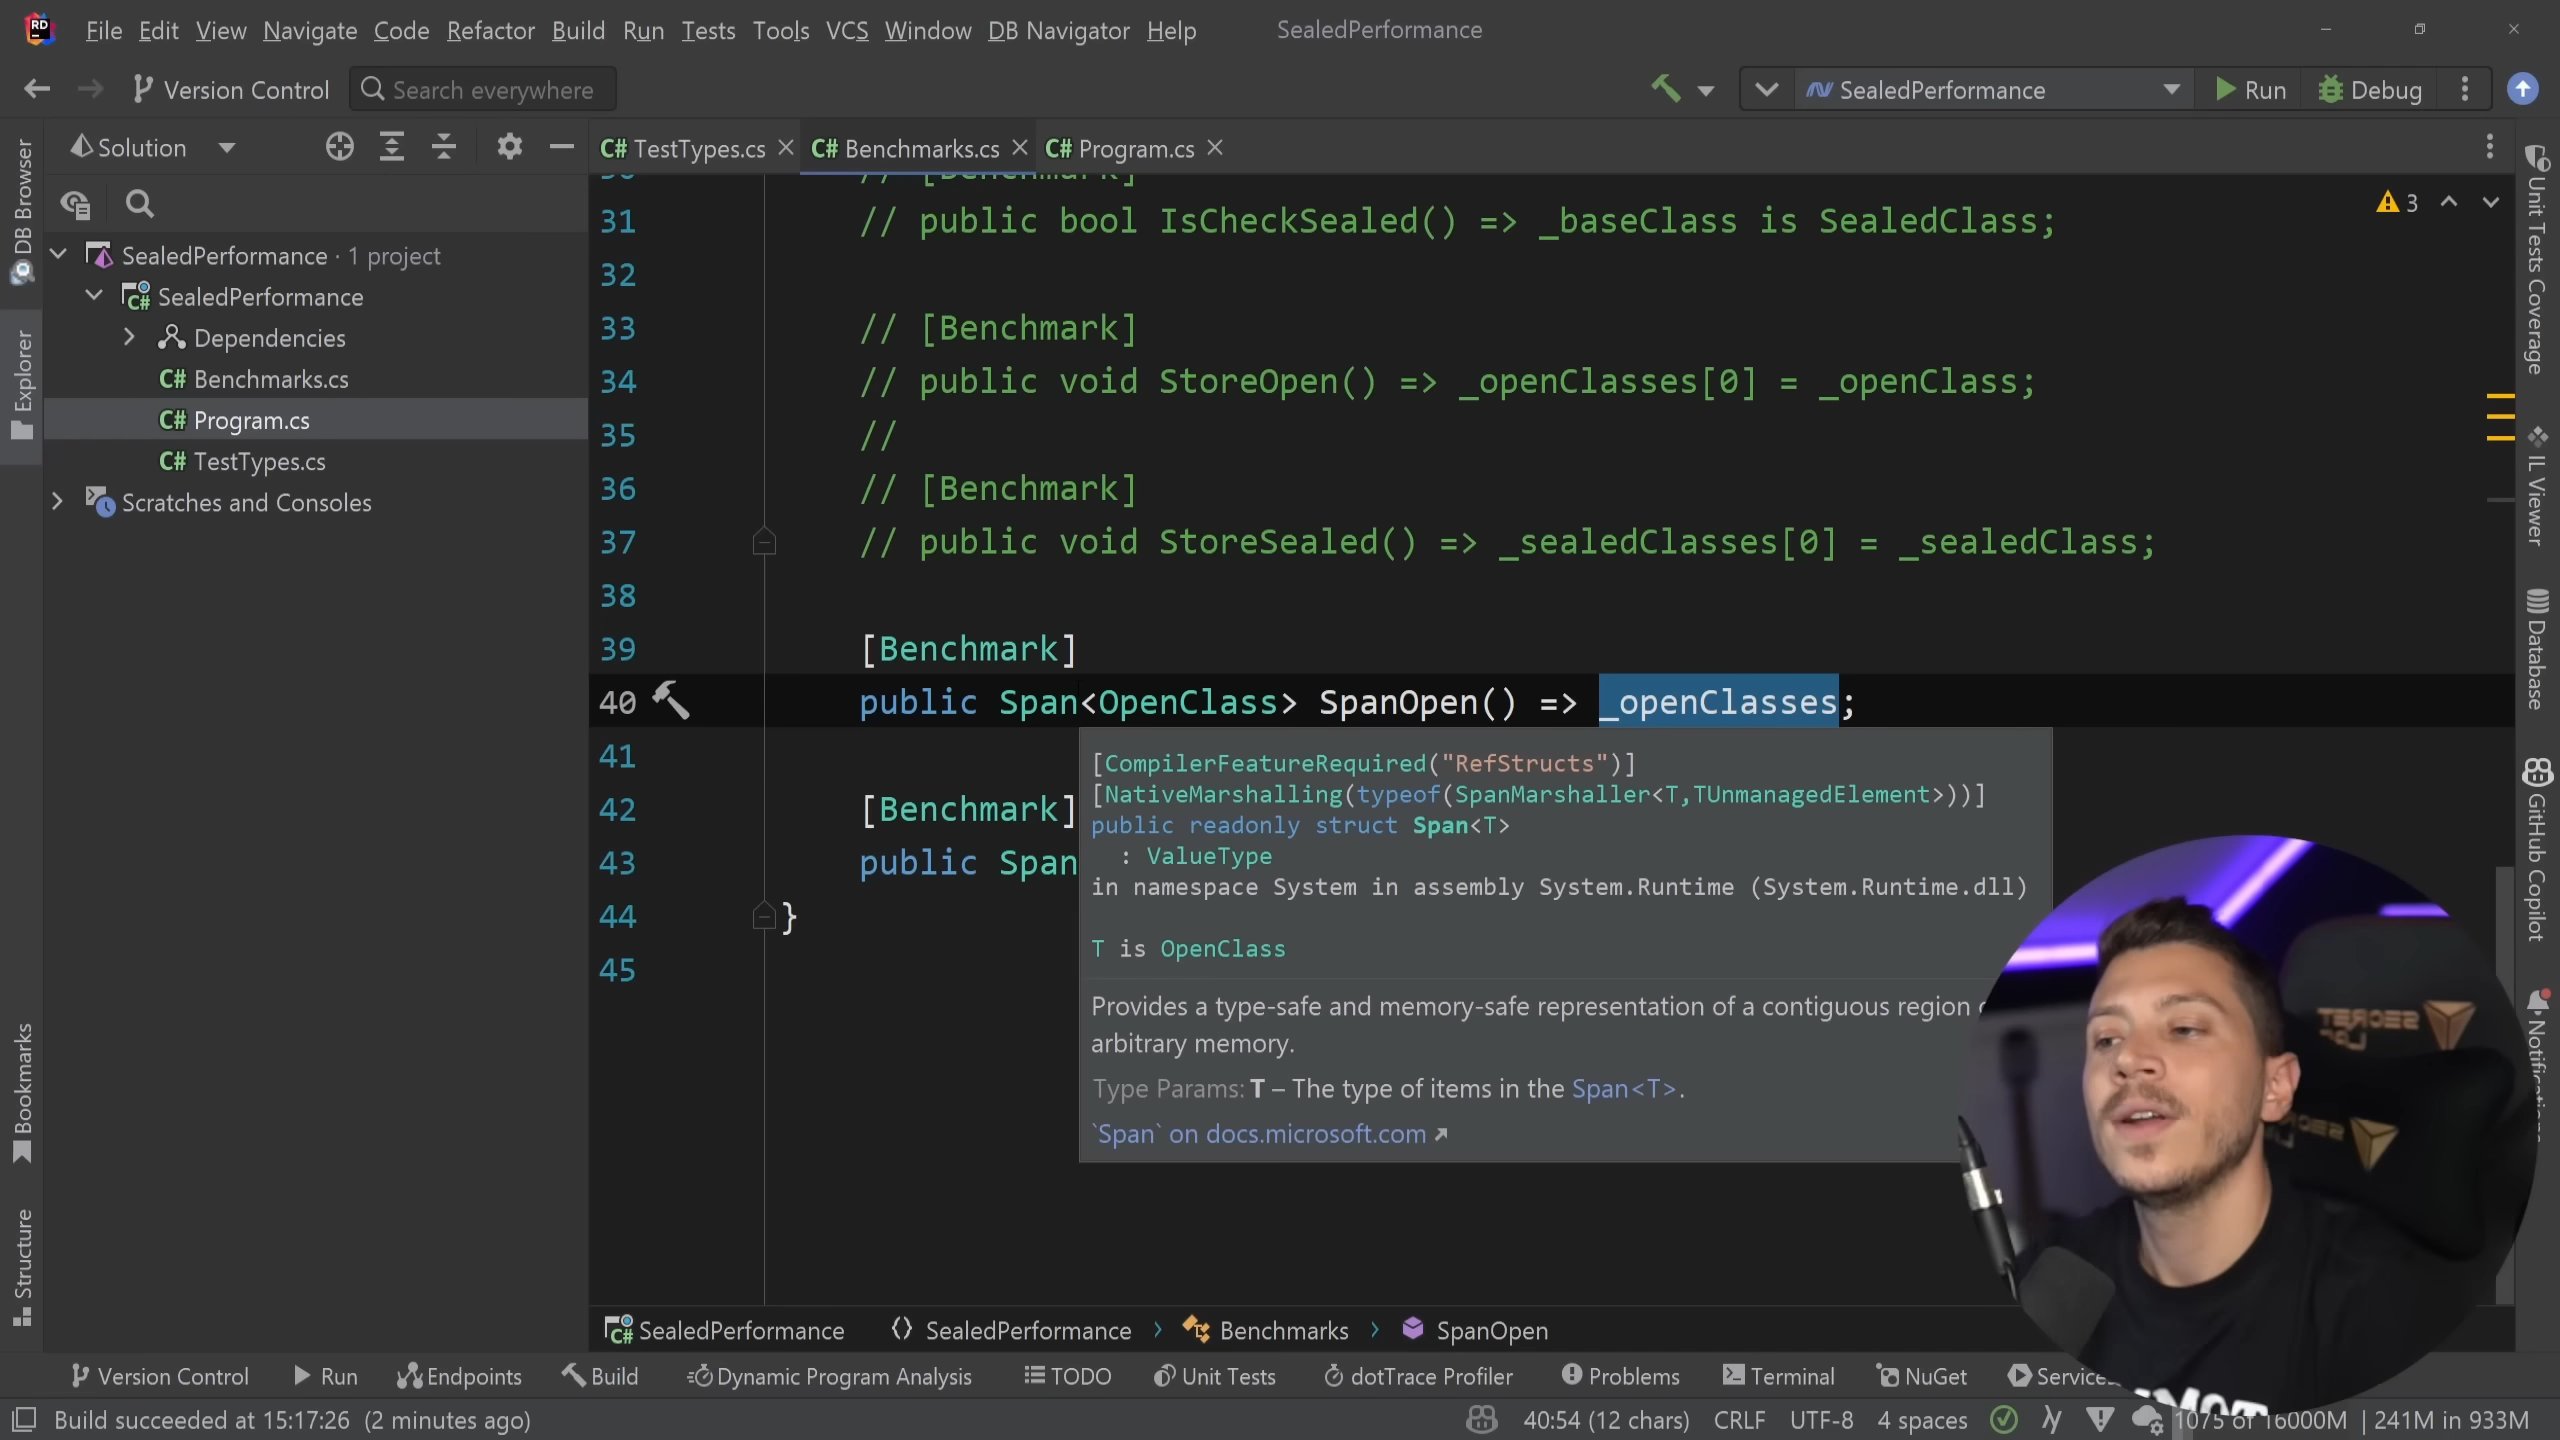 File Edit View Navigate Code Refactor Build Run Tests Tools VCS Window DB Navigator Help SealedPerformance
Version Control Search everywhere SealedPerformance Run Debug
Solution
TestTypes.cs Benchmarks.cs Program.cs
DB Browser
Explorer
Bookmarks
Structure
SealedPerformance · 1 project
SealedPerformance
Dependencies
C# Benchmarks.cs
C# Program.cs
C# TestTypes.cs
Scratches and Consoles
3
30 // [Benchmark]
31 // public bool IsCheckSealed() => _baseClass is SealedClass;
32
33 // [Benchmark]
34 // public void StoreOpen() => _openClasses[0] = _openClass;
35 //
36 // [Benchmark]
37 // public void StoreSealed() => _sealedClasses[0] = _sealedClass;
38
39 [Benchmark]
40 public Span<OpenClass> SpanOpen() => _openClasses;
41
42 [Benchmark]
43 public Span
44 }
45
[CompilerFeatureRequired("RefStructs")]
[NativeMarshalling(typeof(SpanMarshaller<T,TUnmanagedElement>))]
public readonly struct Span<T>
: ValueType
in namespace System in assembly System.Runtime (System.Runtime.dll)
T is OpenClass
Provides a type-safe and memory-safe representation of a contiguous region
arbitrary memory.
Type Params: T – The type of items in the Span<T>.
`Span` on docs.microsoft.com
Unit Tests Coverage
IL Viewer
Database
GitHub Copilot
Notifications
SECRET
SealedPerformance SealedPerformance Benchmarks SpanOpen
Version Control Run Endpoints Build Dynamic Program Analysis TODO Unit Tests dotTrace Profiler Problems Terminal NuGet Services
Build succeeded at 15:17:26 (2 minutes ago) 40:54 (12 chars) CRLF UTF-8 4 spaces 1075 of 16000M | 241M in 933M